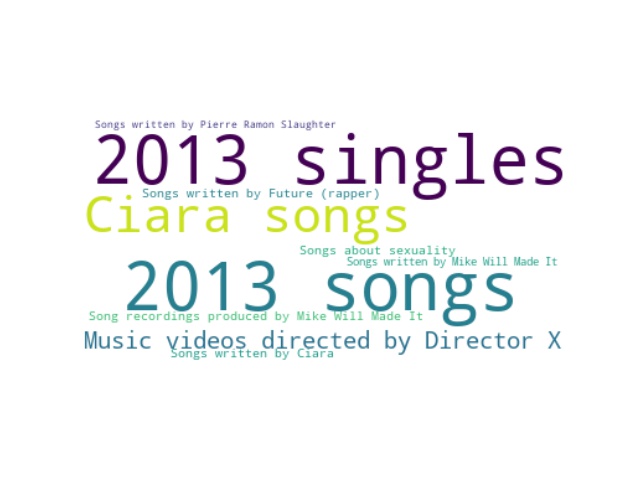 Songs written by Pierre Ramon Slaughter
2013 singles
Songs written by Future (rapper)
Ciara songs
Songs about sexuality
Songs written by Mike Will Made It
2013 songs
Song recordings produced by Mike Will Made It
Music videos directed by Director X
Songs written by Ciara